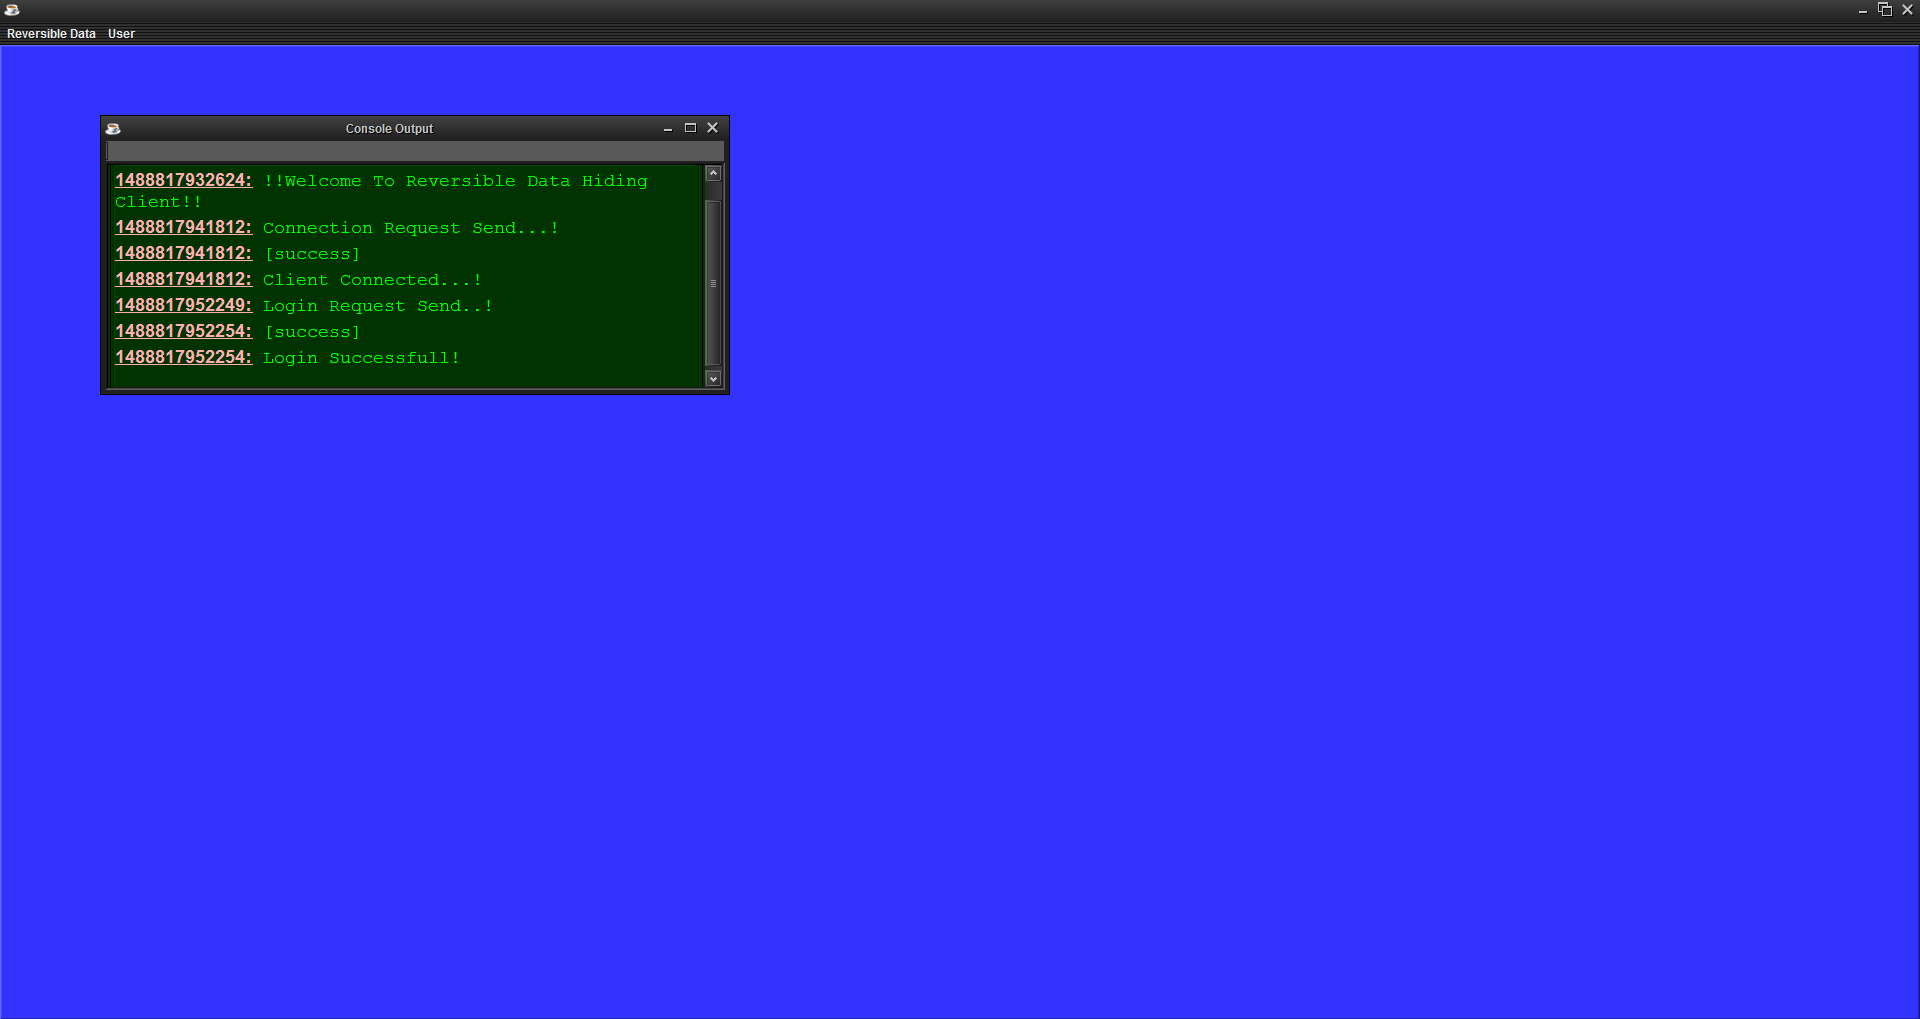 Reversible Data User
Console Output
1488817932624: !!Welcome To Reversible Data Hiding
Client!!
1488817941812: Connection Request Send...!
1488817941812: [success]
1488817941812: Client Connected...!
1488817952249: Login Request Send..!
1488817952254: [success]
1488817952254: Login Successfull!